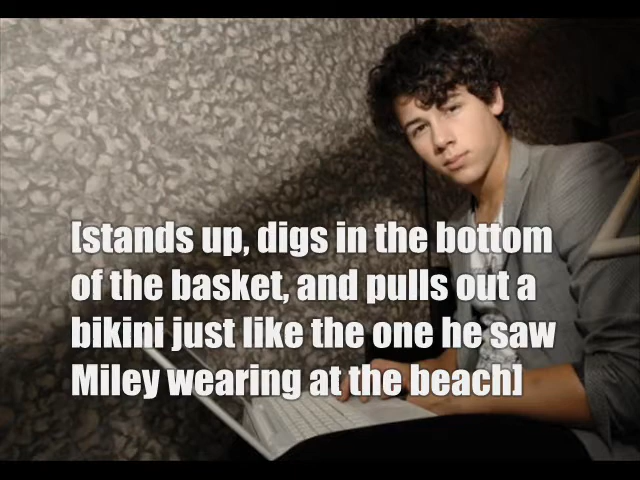 [stands up, digs in the bottom
of the basket, and pulls out a
bikini just like the one he saw
Miley wearing at the beach]